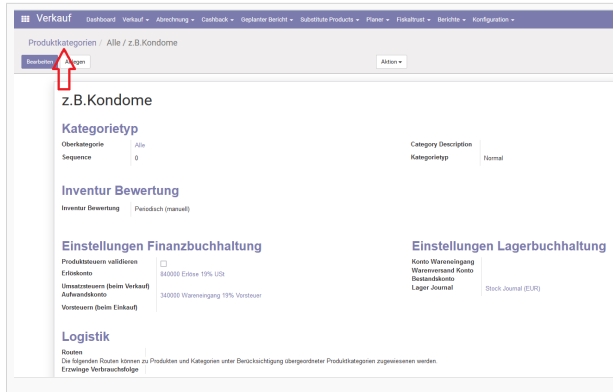 Verkauf Dashboard Verkauf Abrechnung Cashback Geplanter Bericht Substitute Products Planer Fiskaltrust Berichte Konfiguration
Produktkategorien / Alle / z.B.Kondome
Bearbeiten Anlegen Aktion
z.B.Kondome
Kategorietyp
Oberkategorie Alle Category Description
Sequence 0 Kategorietyp Normal
Inventur Bewertung
Inventur Bewertung Periodisch (manuell)
Einstellungen Finanzbuchhaltung Einstellungen Lagerbuchhaltung
Produktsteuern validieren Konto Wareneingang
Erlöskonto 840000 Erlöse 19% USt Warenversand Konto
Bestandskonto
Umsatzsteuern (beim Verkauf) Lager Journal Stock Journal (EUR)
Aufwandskonto 340000 Wareneingang 19% Vorsteuer
Vorsteuern (beim Einkauf)
Logistik
Routen
Die folgenden Routen können zu Produkten und Kategorien unter Berücksichtigung übergeordneter Produktkategorien zugewiesenen werden.
Erzwinge Verbrauchsfolge